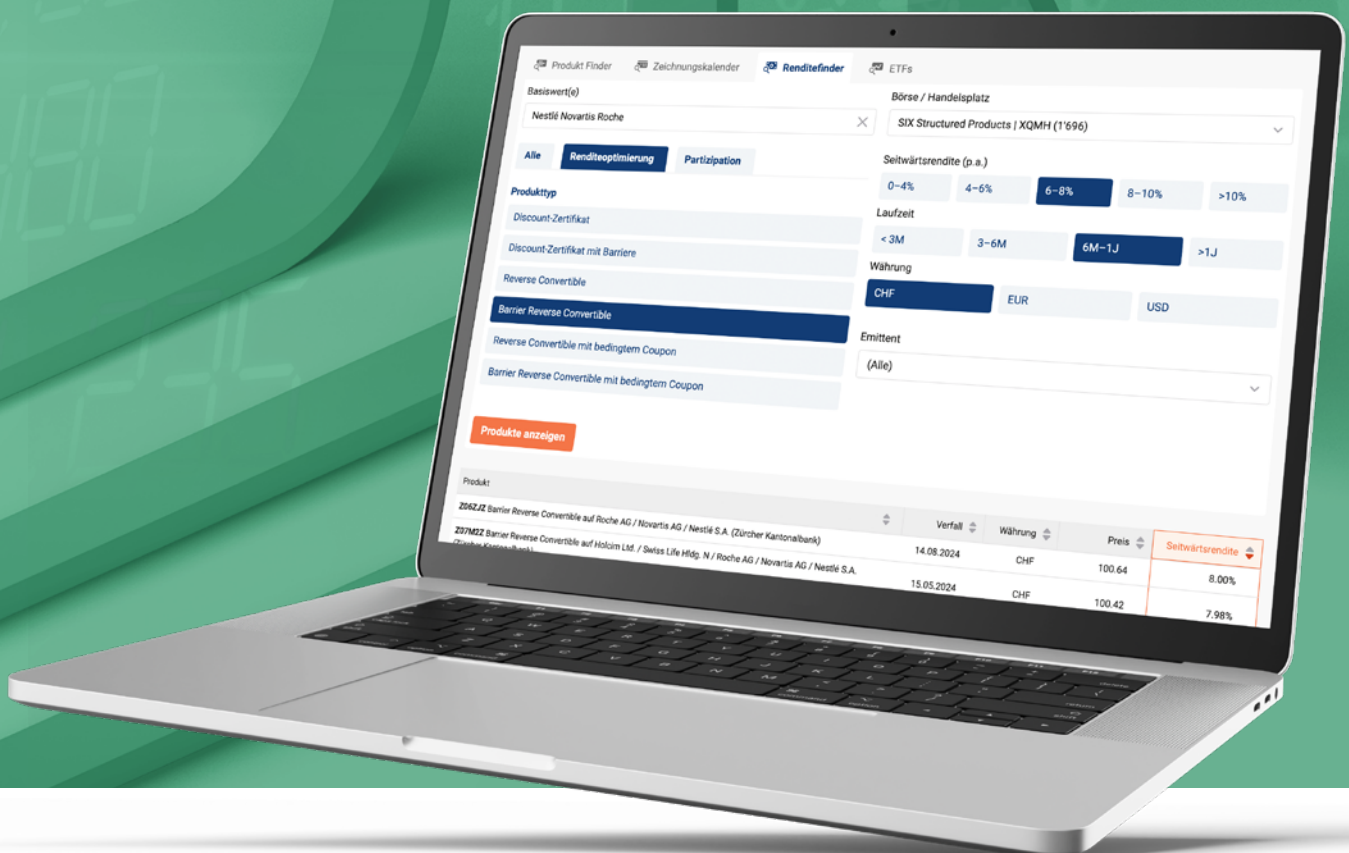 Produkt Finder
Zeichnungskalender
Renditefinder
ETFs
Basiswert(e)
Nestlé Novartis Roche
Alle
Renditeoptimierung
Partizipation
Produkttyp
Discount-Zertifikat
Discount-Zertifikat mit Barriere
Reverse Convertible
Barrier Reverse Convertible
Reverse Convertible mit bedingtem Coupon
Barrier Reverse Convertible mit bedingtem Coupon
Börse / Handelsplatz
SIX Structured Products | XQMH (1'696)
Seitwärtsrendite (p.a.)
0–4% 4–6% 6–8% 8–10% >10%
Laufzeit
< 3M 3–6M 6M–1J >1J
Währung
CHF EUR USD
Emittent
(Alle)
Produkte anzeigen
Produkt Verfall Währung Preis Seitwärtsrendite
Z06ZJZ Barrier Reverse Convertible auf Roche AG / Novartis AG / Nestlé S.A. (Zürcher Kantonalbank) 14.08.2024 CHF 100.64 8.00%
Z07M2Z Barrier Reverse Convertible auf Holcim Ltd. / Swiss Life Hldg. N / Roche AG / Novartis AG / Nestlé S.A. 15.05.2024 CHF 100.42 7.98%
(Zürcher Kantonalbank)